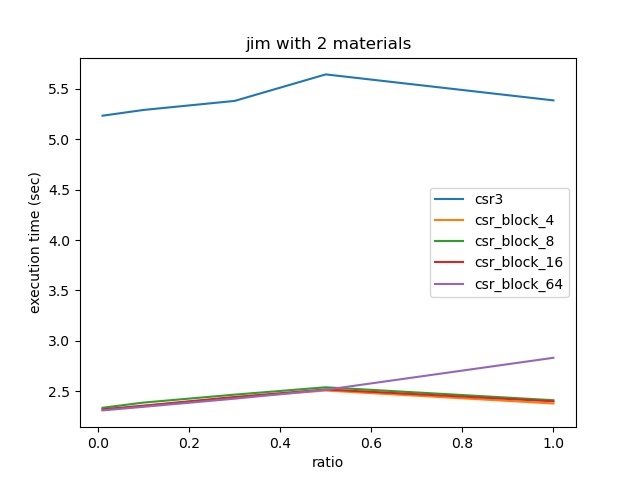 jim with 2 materials
execution time (sec)
5.5
5.0
4.5
4.0
3.5
3.0
2.5
csr3
csr_block_4
csr_block_8
csr_block_16
csr_block_64
0.0 0.2 0.4 0.6 0.8 1.0
ratio